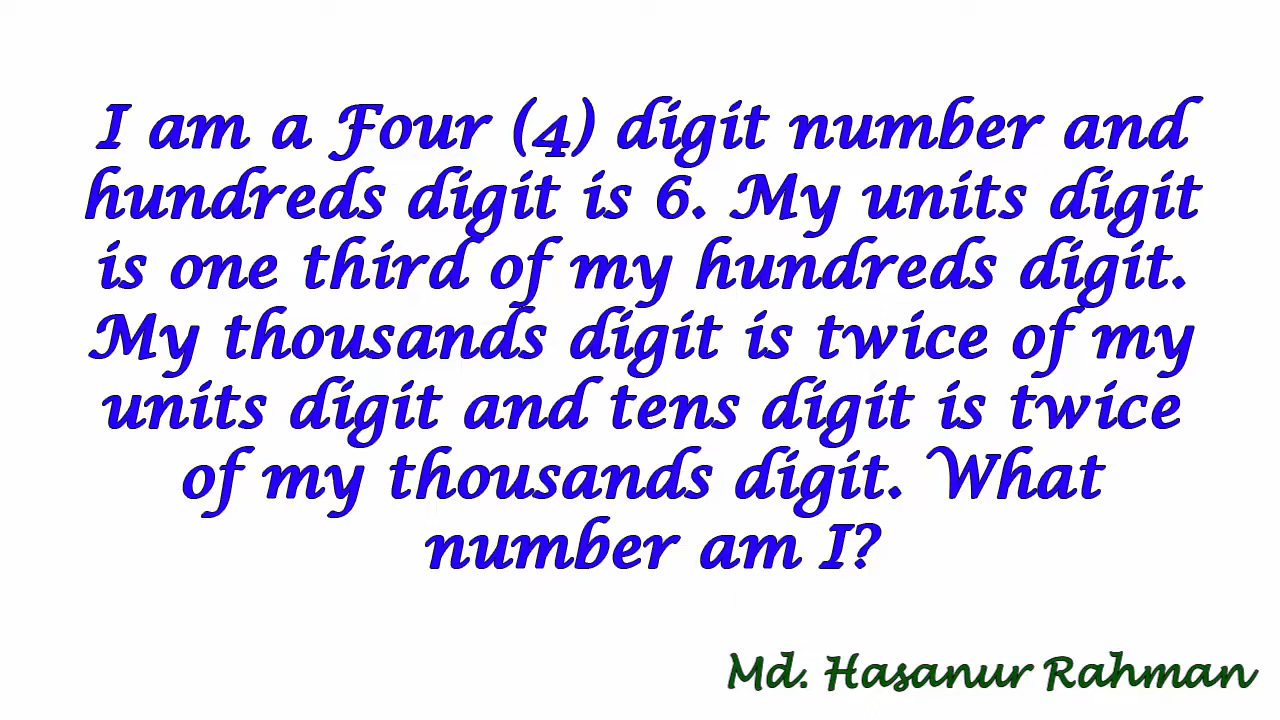 I am a Four (4) digit number and
hundreds digit is 6. My units digit
is one third of my hundreds digit.
My thousands digit is twice of my
units digit and tens digit is twice
of my thousands digit. What
number am I?
Md. Hasanur Rahman